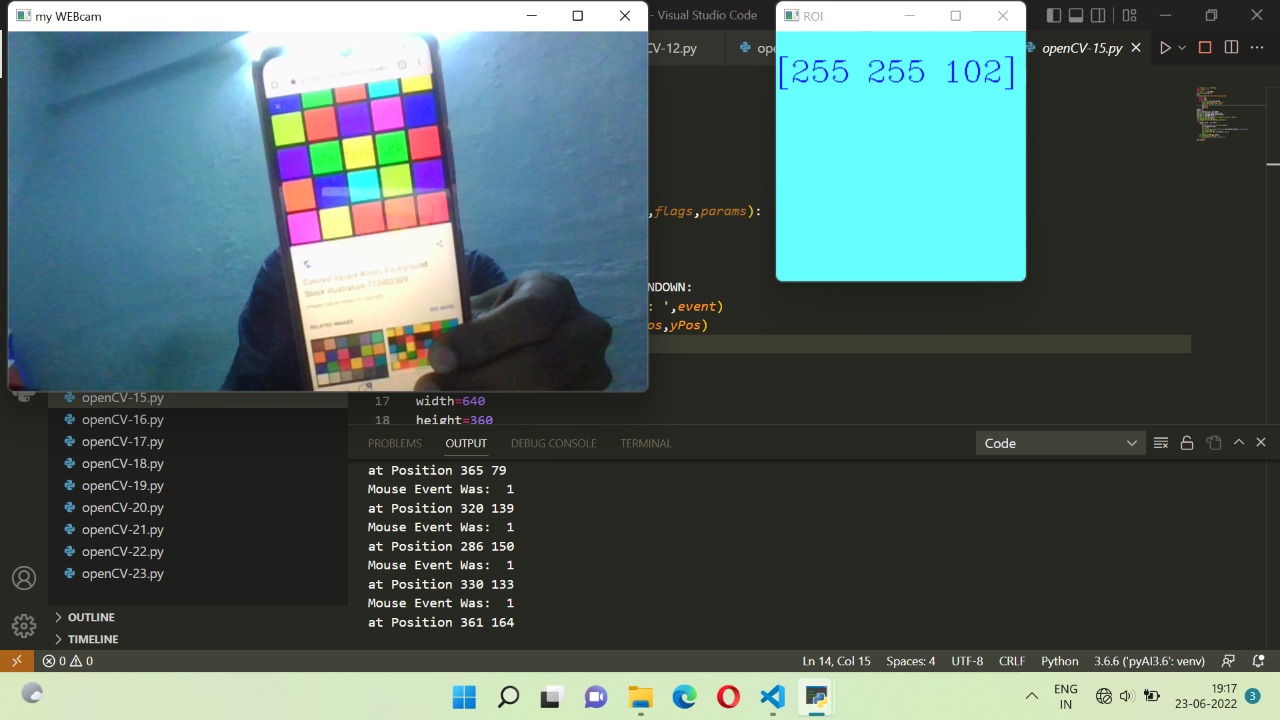 my WEBcam
Colored Square Boxes Background
Stock Illustration 773902309
RELATED IMAGES
SEE MORE
ROI
[255 255 102]
- Visual Studio Code
CV-12.py
ope
openCV-15.py
,flags,params):
NDOWN:
: ',event)
os,yPos)
17 width=640
18 height=360
openCV-15.py
openCV-16.py
openCV-17.py
openCV-18.py
openCV-19.py
openCV-20.py
openCV-21.py
openCV-22.py
openCV-23.py
OUTLINE
TIMELINE
PROBLEMS OUTPUT DEBUG CONSOLE TERMINAL
Code
at Position 365 79
Mouse Event Was: 1
at Position 320 139
Mouse Event Was: 1
at Position 286 150
Mouse Event Was: 1
at Position 330 133
Mouse Event Was: 1
at Position 361 164
0 0
Ln 14, Col 15 Spaces: 4 UTF-8 CRLF Python 3.6.6 ('pyAI3.6': venv)
ENG
IN
19:17
23-06-2022
3